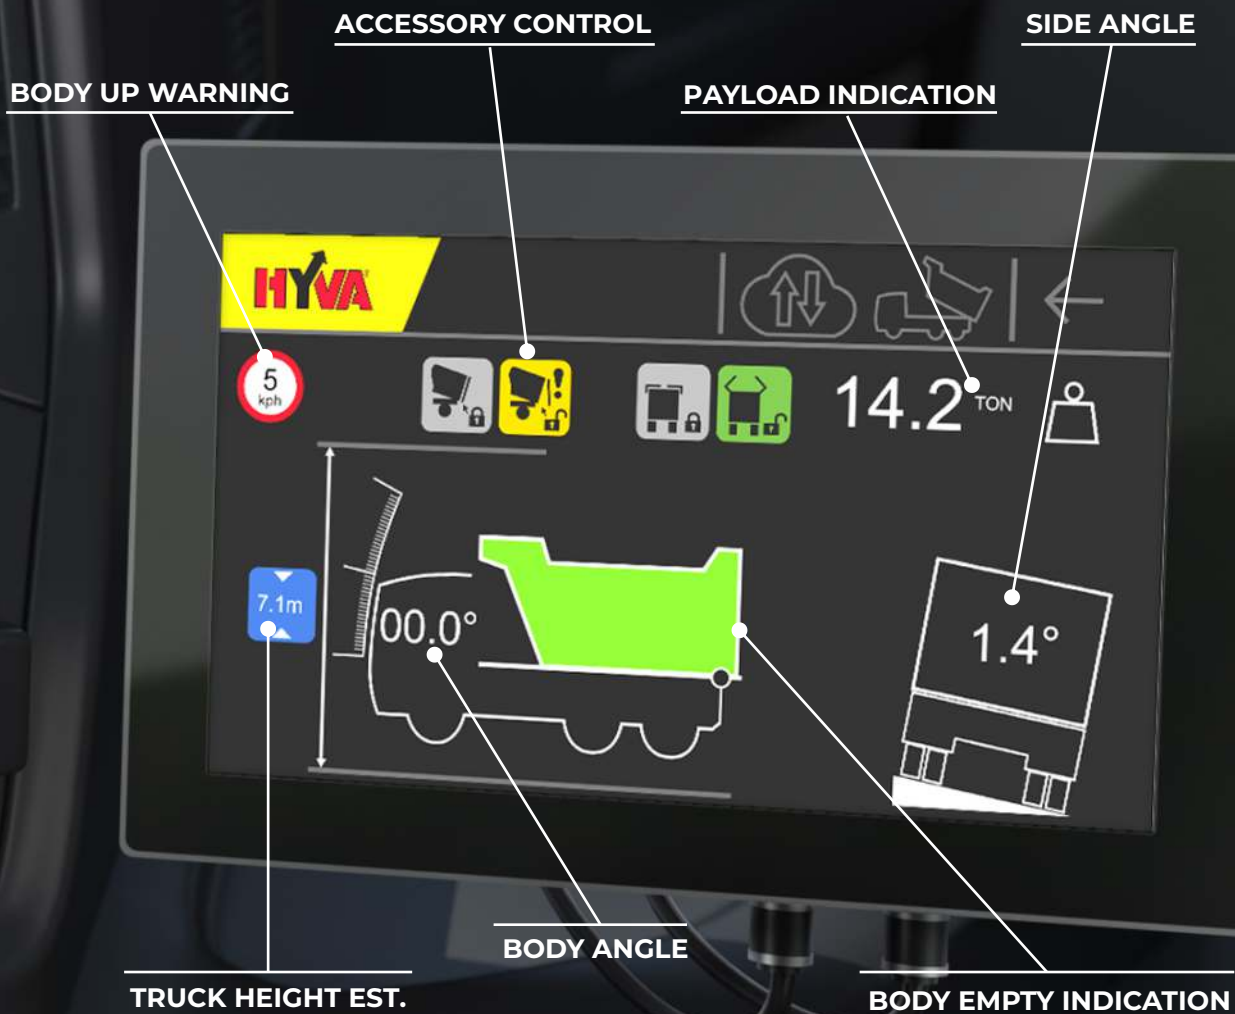 ACCESSORY CONTROL
SIDE ANGLE
BODY UP WARNING
PAYLOAD INDICATION
HYVA
5
kph
14.2 TON
7.1m
00.0°
1.4°
BODY ANGLE
TRUCK HEIGHT EST.
BODY EMPTY INDICATION